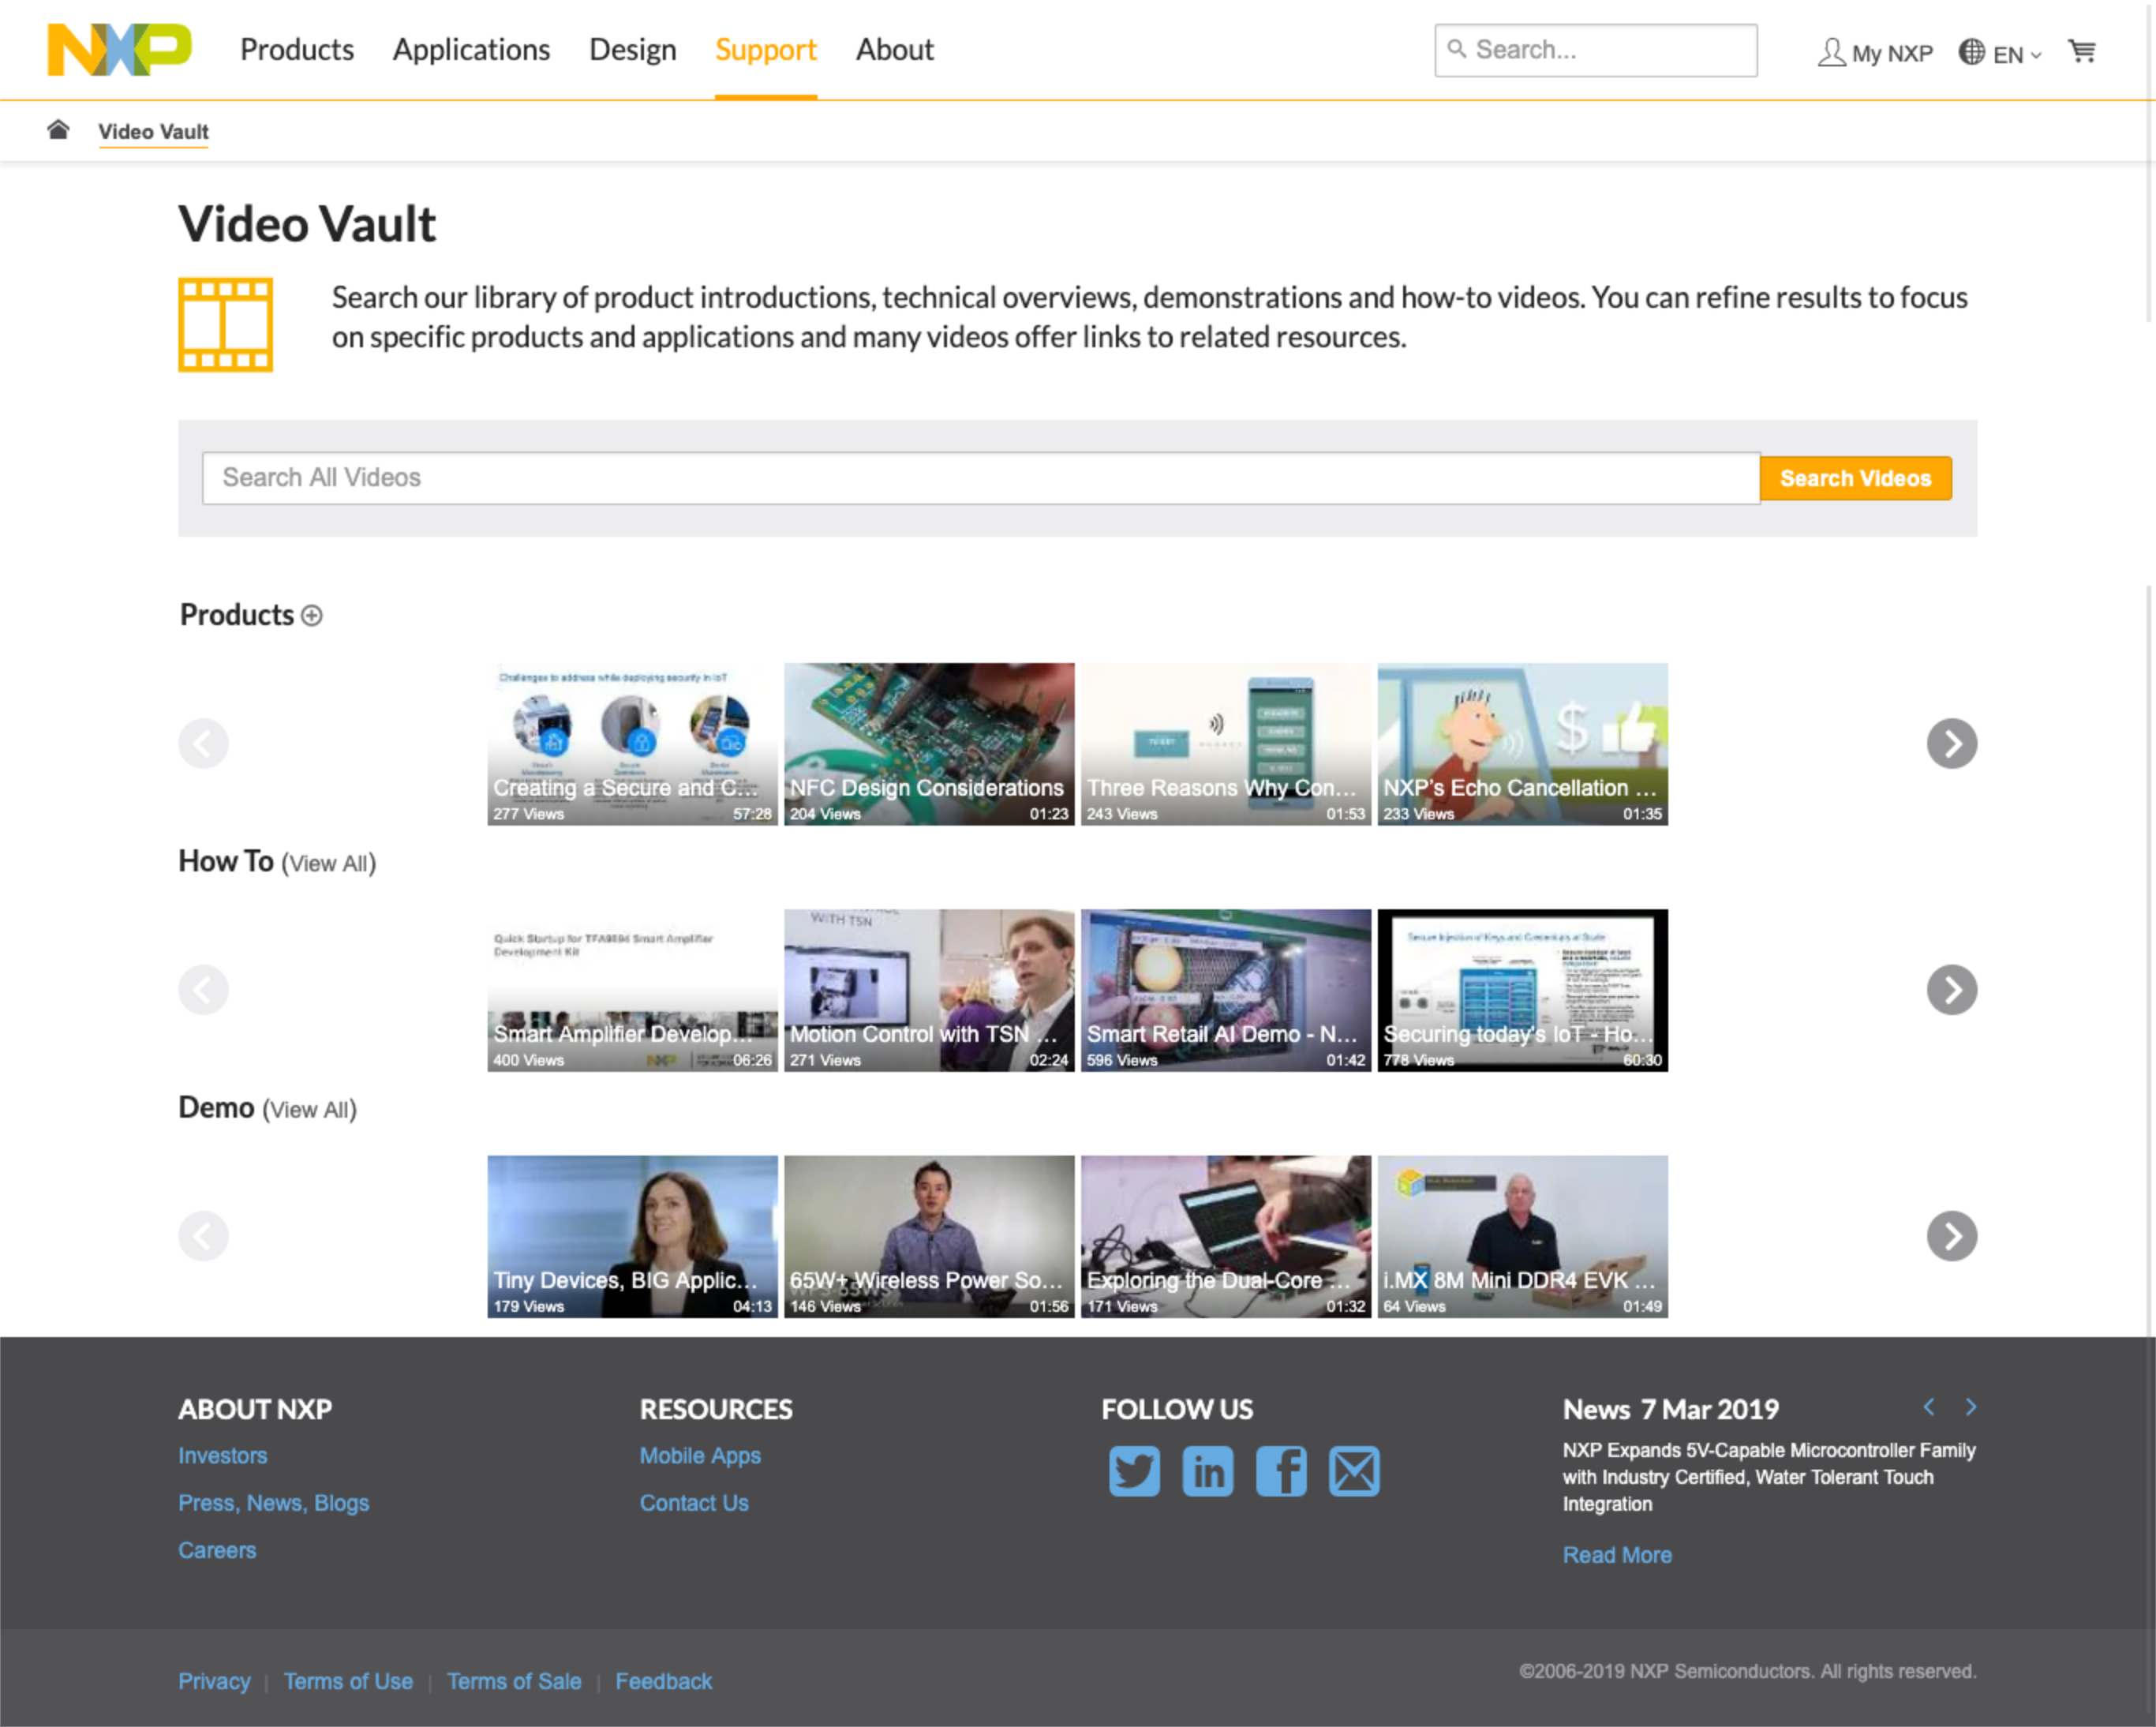 NXP
Products Applications Design Support About
Search...
My NXP
EN
Video Vault
Video Vault
Search our library of product introductions, technical overviews, demonstrations and how-to videos. You can refine results to focus
on specific products and applications and many videos offer links to related resources.
Search All Videos
Search Videos
Products
Challenges to address while deploying security in IoT
Creating a Secure and C...
277 Views 57:28
NFC Design Considerations
204 Views 01:23
Three Reasons Why Con...
243 Views 01:53
$
NXP's Echo Cancellation ...
233 Views 01:35
How To (View All)
Quick Startup for TFA9894 Smart Amplifier
Development Kit
Smart Amplifier Develop...
NXP
400 Views 06:26
WITH TSN
Motion Control with TSN ...
271 Views 02:24
Smart Retail AI Demo - N...
596 Views 01:42
Secure Injection of Keys and Credentials at Scale
Securing today's IoT - Ho...
778 Views 60:30
Demo (View All)
Tiny Devices, BIG Applic...
179 Views 04:13
65W+ Wireless Power So...
146 Views 01:56
Exploring the Dual-Core ...
171 Views 01:32
i.MX 8M Mini DDR4 EVK ...
64 Views 01:49
ABOUT NXP
Investors
Press, News, Blogs
Careers
RESOURCES
Mobile Apps
Contact Us
FOLLOW US
in
News 7 Mar 2019
NXP Expands 5V-Capable Microcontroller Family
with Industry Certified, Water Tolerant Touch
Integration
Read More
Privacy | Terms of Use | Terms of Sale | Feedback
©2006-2019 NXP Semiconductors. All rights reserved.